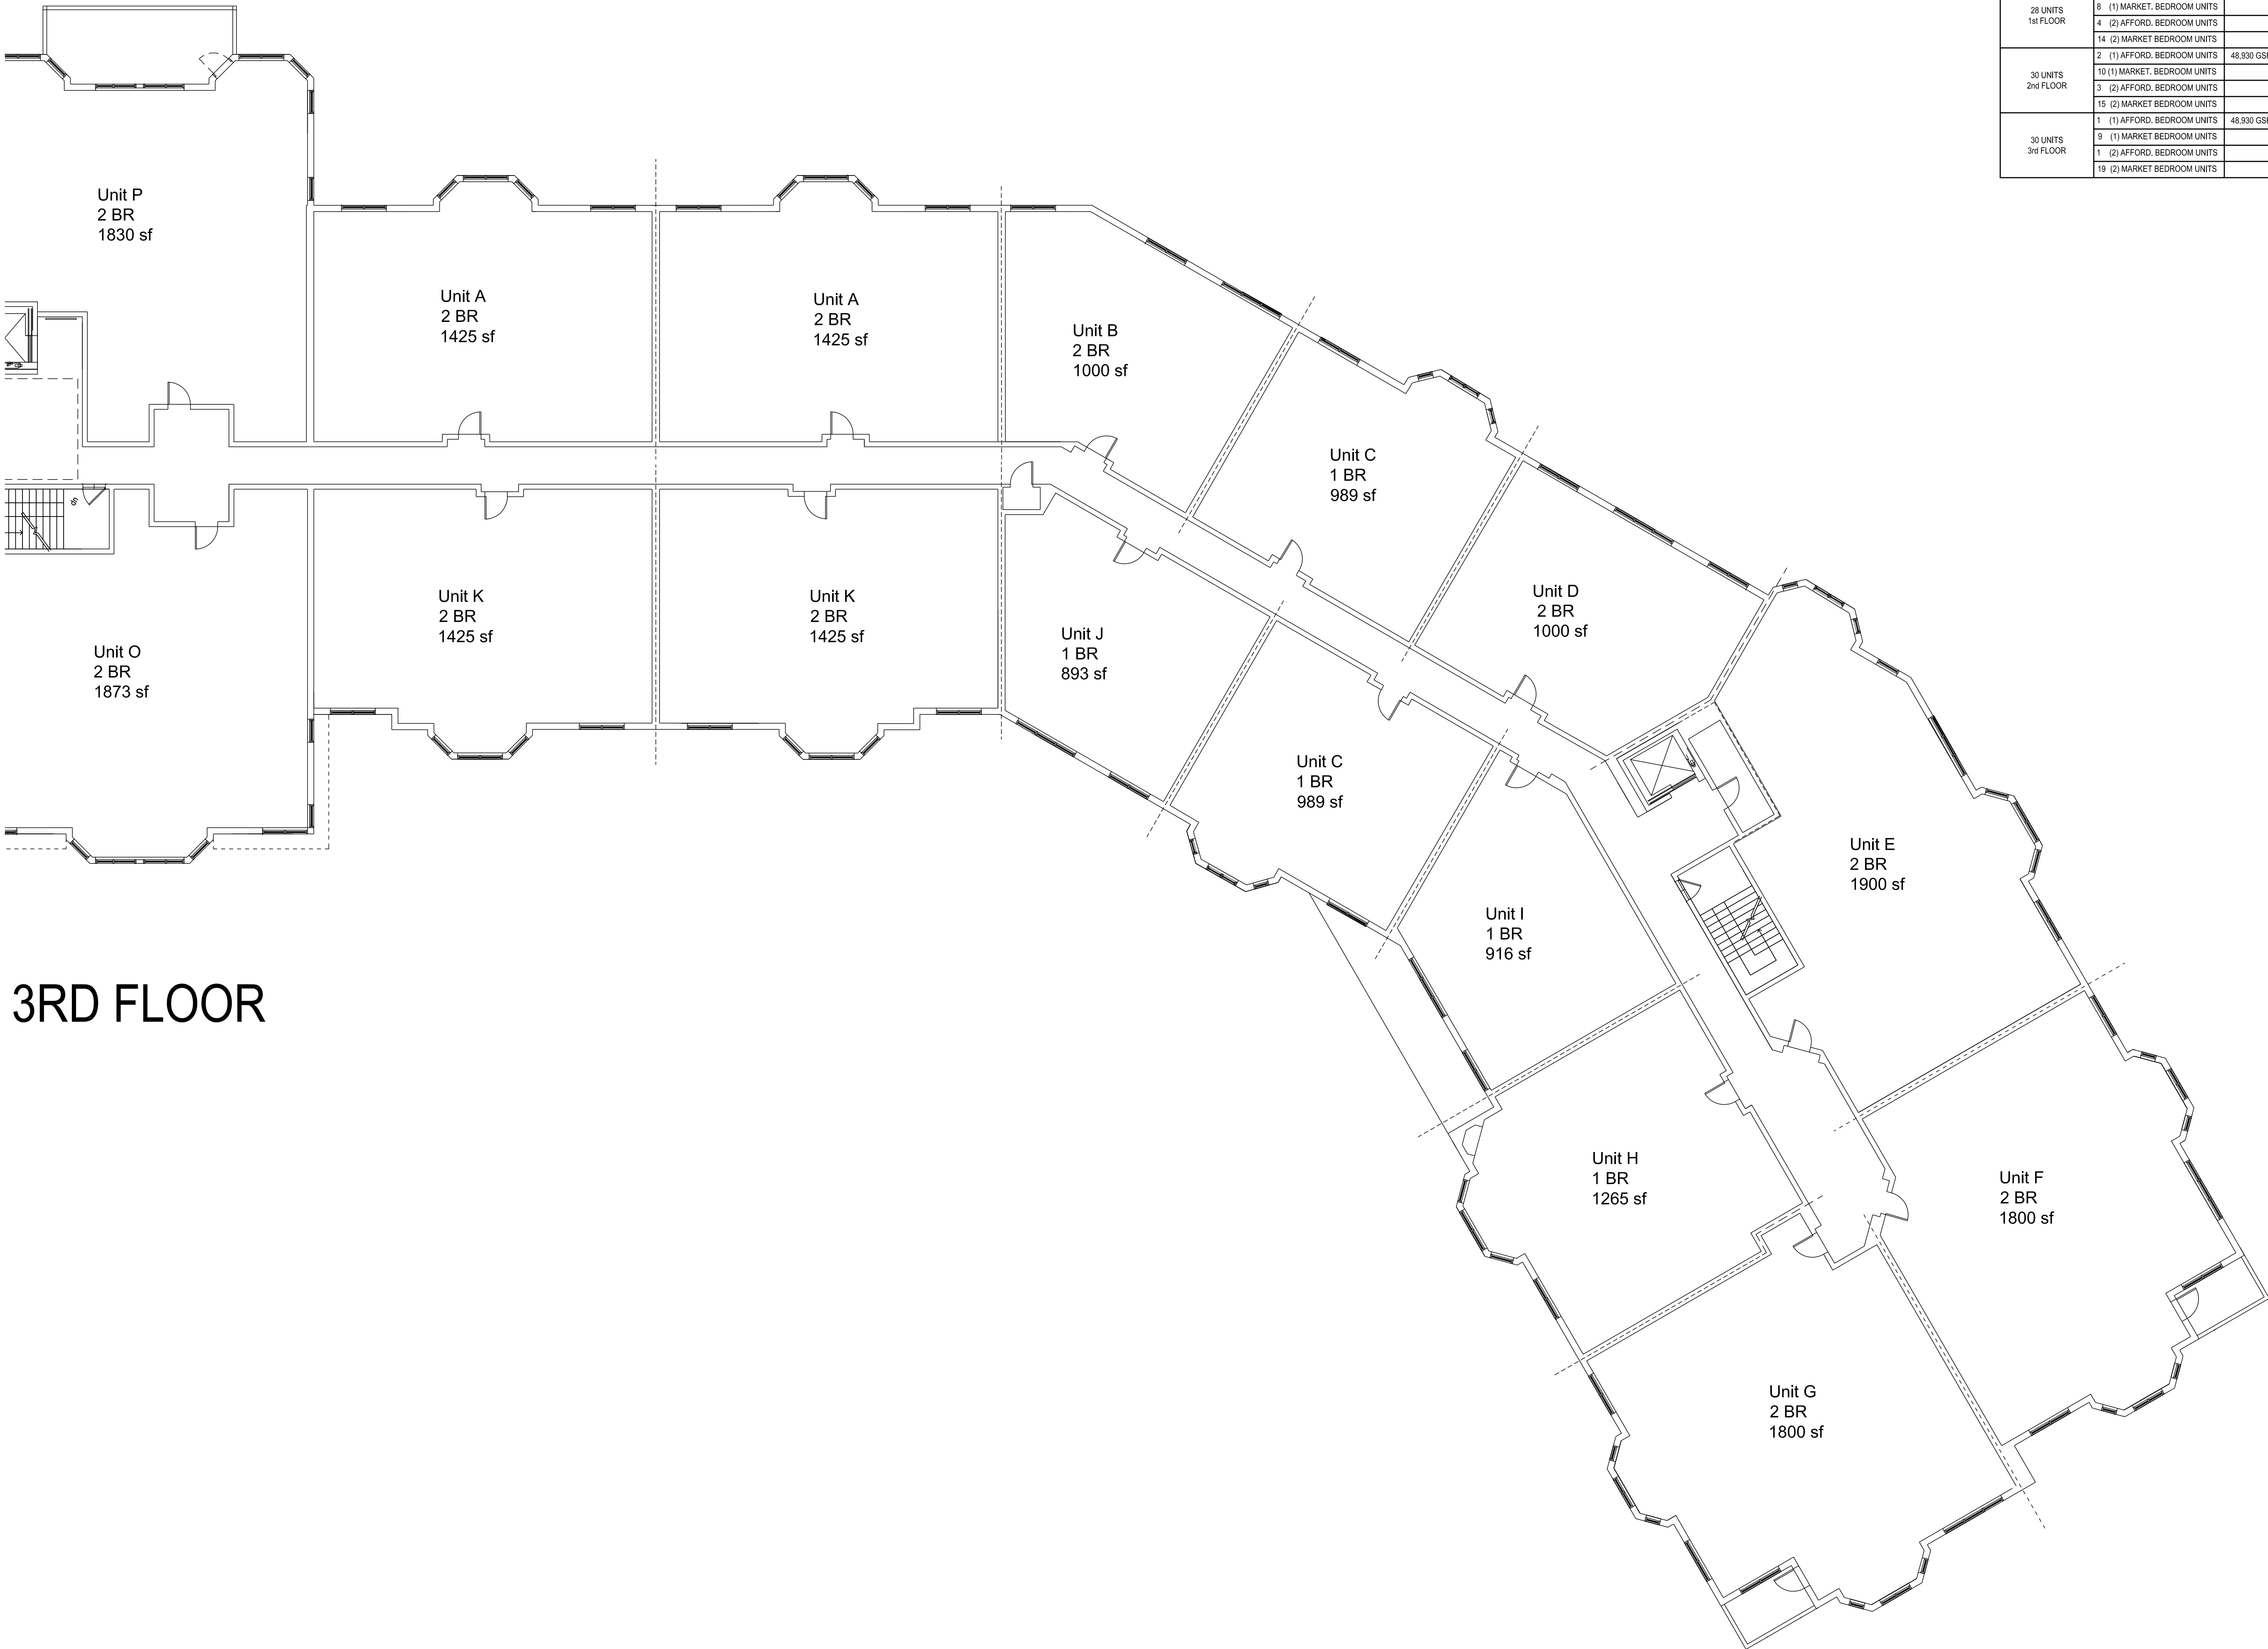 28 UNITS
1st FLOOR
8 (1) MARKET. BEDROOM UNITS
4 (2) AFFORD. BEDROOM UNITS
14 (2) MARKET BEDROOM UNITS
30 UNITS
2nd FLOOR
2 (1) AFFORD. BEDROOM UNITS 48,930 GS
10 (1) MARKET. BEDROOM UNITS
3 (2) AFFORD. BEDROOM UNITS
15 (2) MARKET BEDROOM UNITS
30 UNITS
3rd FLOOR
1 (1) AFFORD. BEDROOM UNITS 48,930 GS
9 (1) MARKET BEDROOM UNITS
1 (2) AFFORD. BEDROOM UNITS
19 (2) MARKET BEDROOM UNITS
Unit P
2 BR
1830 sf
Unit A
2 BR
1425 sf
Unit A
2 BR
1425 sf
Unit B
2 BR
1000 sf
Unit C
1 BR
989 sf
Unit D
2 BR
1000 sf
dn
Unit O
2 BR
1873 sf
Unit K
2 BR
1425 sf
Unit K
2 BR
1425 sf
Unit J
1 BR
893 sf
Unit C
1 BR
989 sf
Unit I
1 BR
916 sf
Unit E
2 BR
1900 sf
3RD FLOOR
Unit H
1 BR
1265 sf
Unit F
2 BR
1800 sf
Unit G
2 BR
1800 sf